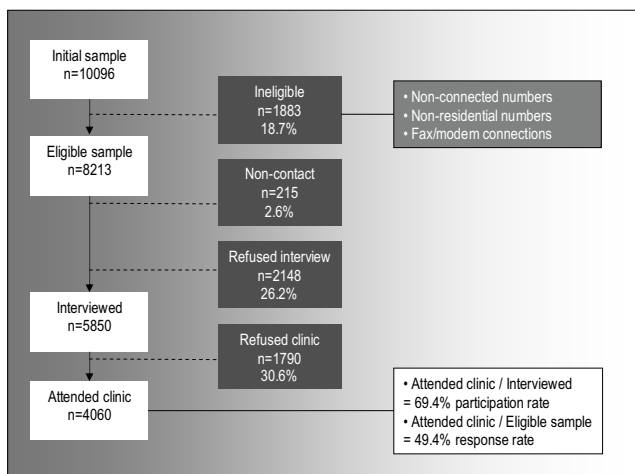 Initial sample
n=10096
Ineligible
n=1883
18.7%
• Non-connected numbers
• Non-residential numbers
• Fax/modem connections
Eligible sample
n=8213
Non-contact
n=215
2.6%
Refused interview
n=2148
26.2%
Interviewed
n=5850
Refused clinic
n=1790
30.6%
Attended clinic
n=4060
• Attended clinic / Interviewed
= 69.4% participation rate
• Attended clinic / Eligible sample
= 49.4% response rate